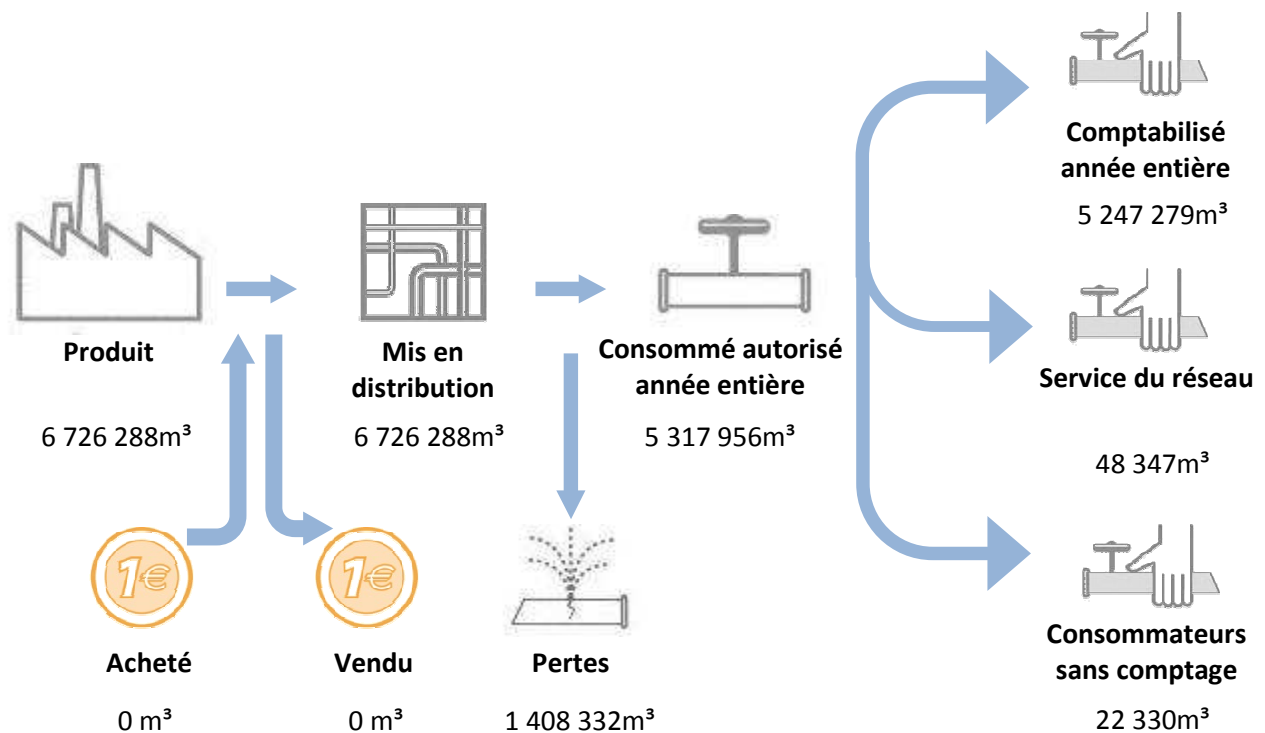 Comptabilisé
année entière
5 247 279m³
Produit
6 726 288m³
Mis en
distribution
6 726 288m³
Consommé autorisé
année entière
5 317 956m³
Service du réseau
48 347m³
1€
Acheté
0 m³
1€
Vendu
0 m³
Pertes
1 408 332m³
Consommateurs
sans comptage
22 330m³